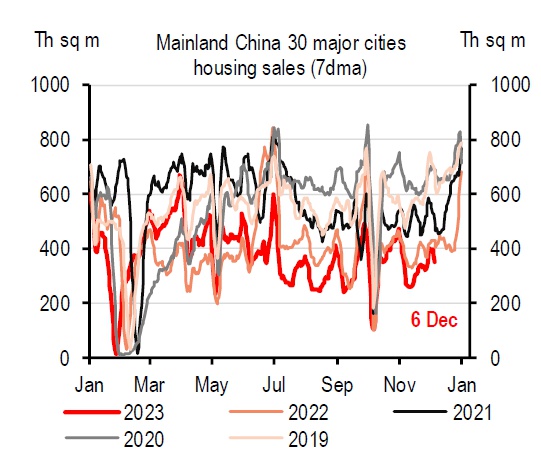 Th sq m
Mainland China 30 major cities
housing sales (7dma)
Th sq m
1000
1000
800
800
600
600
400
400
200
200
6 Dec
0
0
Jan Mar May Jul Sep Nov Jan
2023 2022 2021
2020 2019